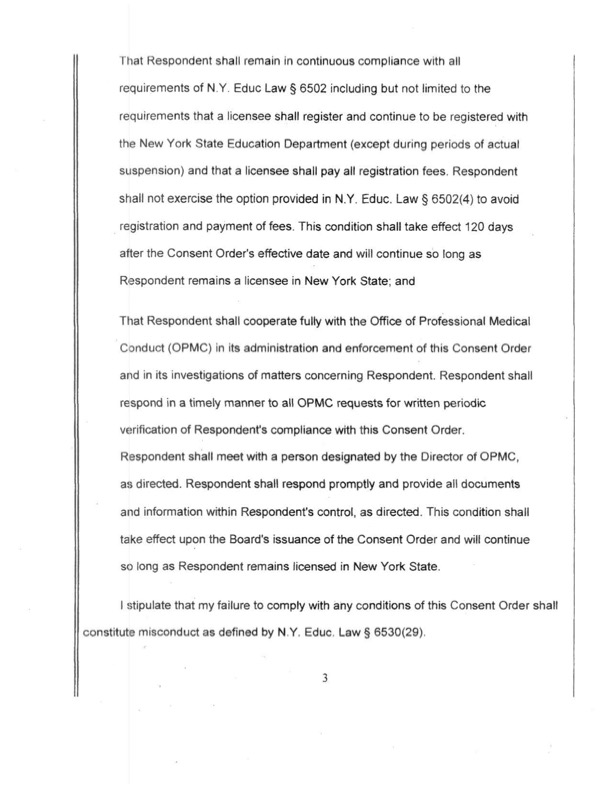 That Respondent shall remain in continuous compliance with all
requirements of N.Y. Educ Law § 6502 including but not limited to the
requirements that a licensee shall register and continue to be registered with
the New York State Education Department (except during periods of actual
suspension) and that a licensee shall pay all registration fees. Respondent
shall not exercise the option provided in N.Y. Educ. Law § 6502(4) to avoid
registration and payment of fees. This condition shall take effect 120 days
after the Consent Order's effective date and will continue so long as
Respondent remains a licensee in New York State; and
That Respondent shall cooperate fully with the Office of Professional Medical
Conduct (OPMC) in its administration and enforcement of this Consent Order
and in its investigations of matters concerning Respondent. Respondent shall
respond in a timely manner to all OPMC requests for written periodic
verification of Respondent's compliance with this Consent Order.
Respondent shall meet with a person designated by the Director of OPMC,
as directed. Respondent shall respond promptly and provide all documents
and information within Respondent's control, as directed. This condition shall
take effect upon the Board's issuance of the Consent Order and will continue
so long as Respondent remains licensed in New York State.
I stipulate that my failure to comply with any conditions of this Consent Order shall
constitute misconduct as defined by N.Y. Educ. Law § 6530(29).
3